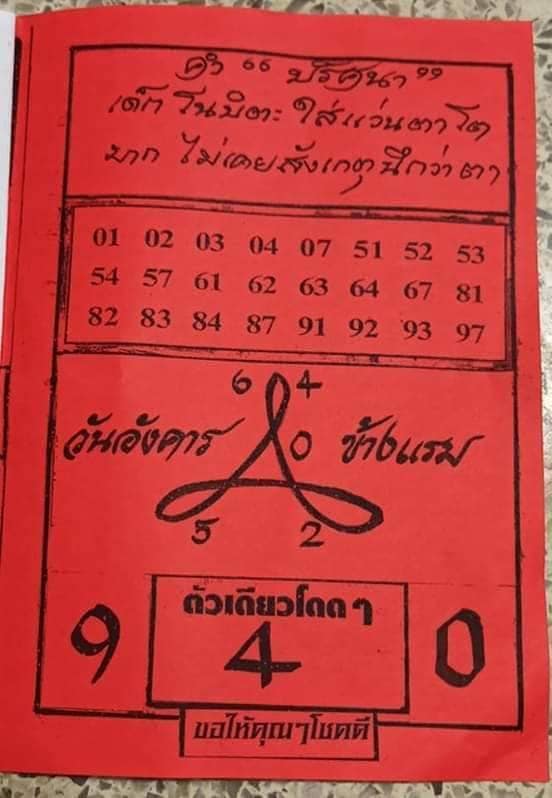 คำ “ ปริศนา ”
เด็กโนบิตะ ใส่แว่นตาโต
มาก ไม่เคยสังเกตุนึกว่าตา
01 02 03 04 07 51 52 53
54 57 61 62 63 64 67 81
82 83 84 87 91 92 93 97
6 4
วันอังคาร 0 ข้างแรม
5 2
ตัวเดียวโดดๆ
9 4 0
ขอให้คุณๆโชคดี